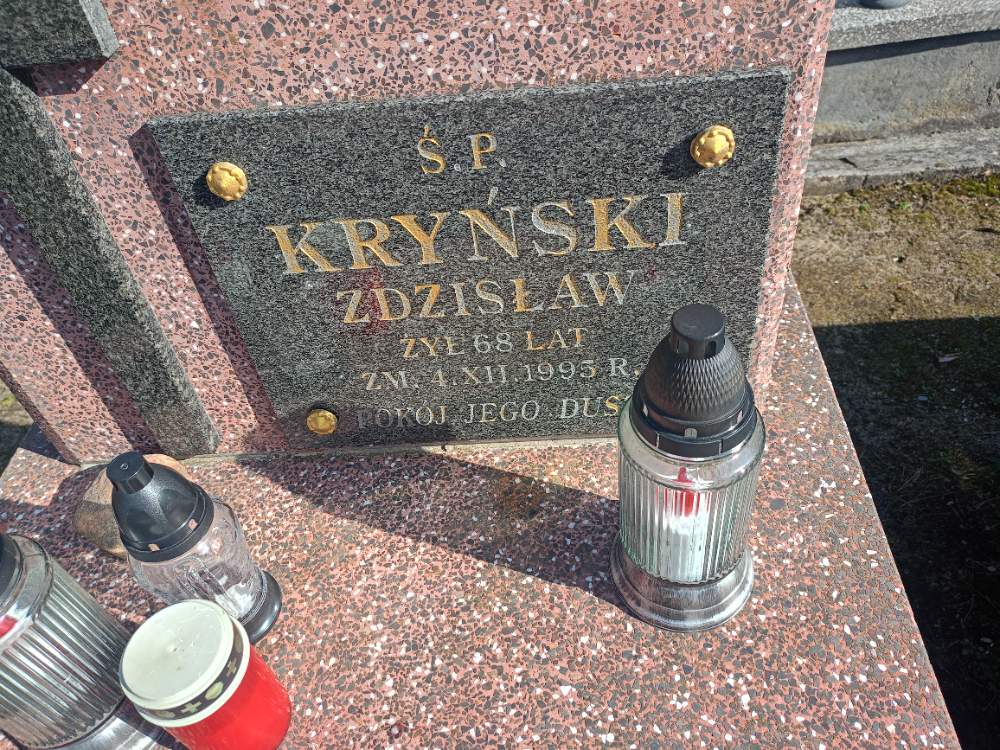 Ś.P.
KRYŃSKI
ZDZISŁAW
ŻYŁ 68 LAT
ZM. 4.XII.1995 R.
POKÓJ JEGO